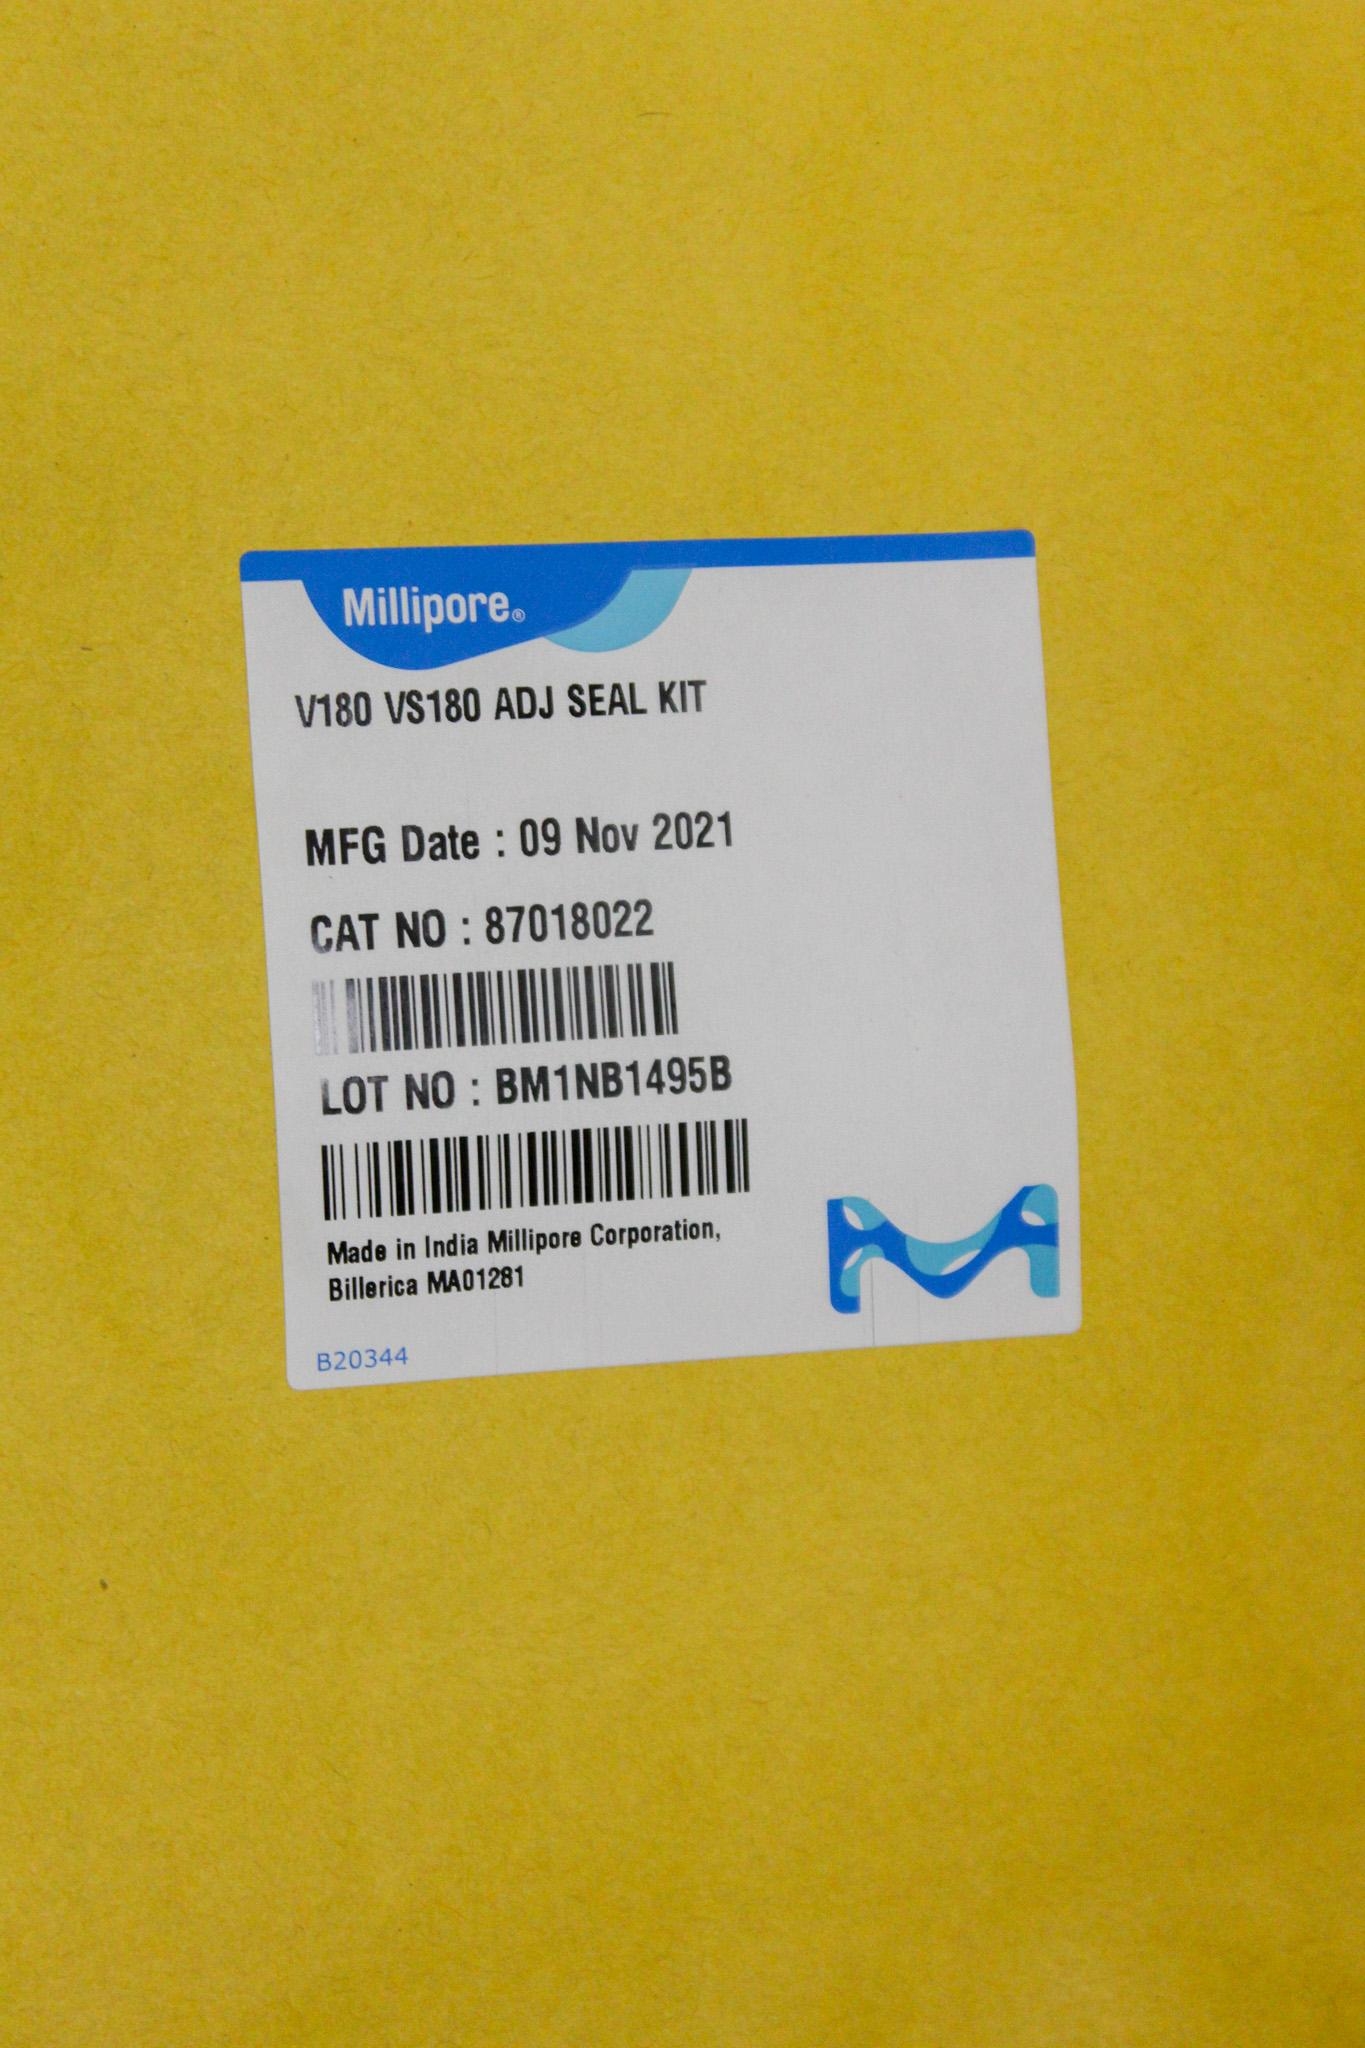 Millipore®
V180 VS180 ADJ SEAL KIT
MFG Date : 09 Nov 2021
CAT NO : 87018022
LOT NO : BM1NB1495B
Made in India Millipore Corporation,
Billerica MA01281
B20344